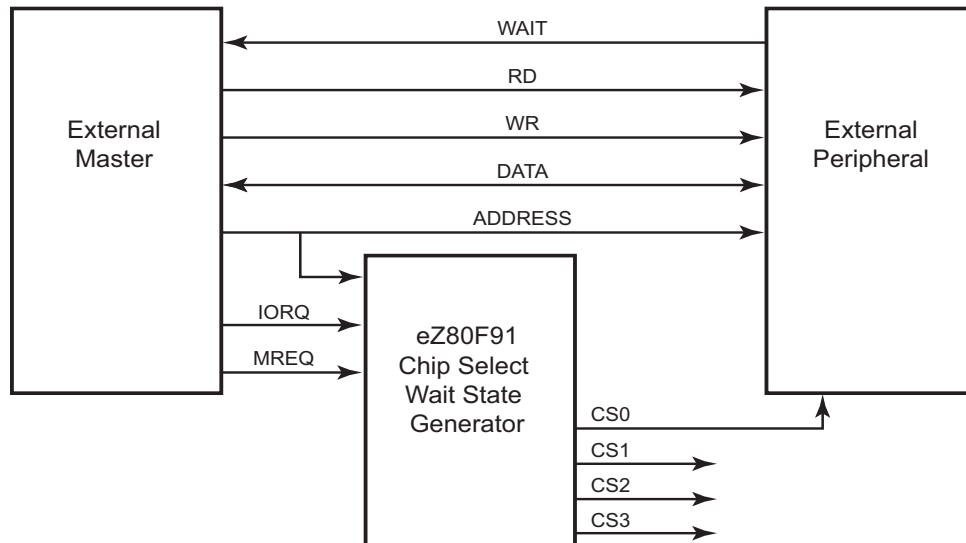 WAIT
RD
External
Master
WR
External
Peripheral
DATA
ADDRESS
IORQ
MREQ
eZ80F91
Chip Select
Wait State
Generator
CS0
CS1
CS2
CS3